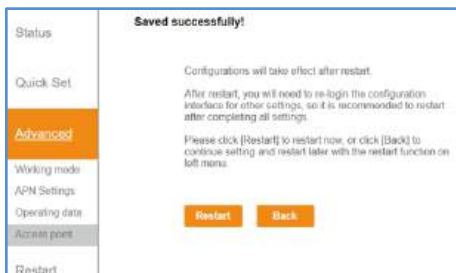 Status
Quick Set
Advanced
Working mode
APN Settings
Operating data
Access point
Restart
Saved successfully!
Configurations will take effect after restart.
After restart, you will need to re-login the configuration
interface for other settings, so it is recommended to restart
after completing all settings.
Please click [Restart] to restart now, or click [Back] to
continue setting and restart later with the restart function on
left menu.
Restart
Back